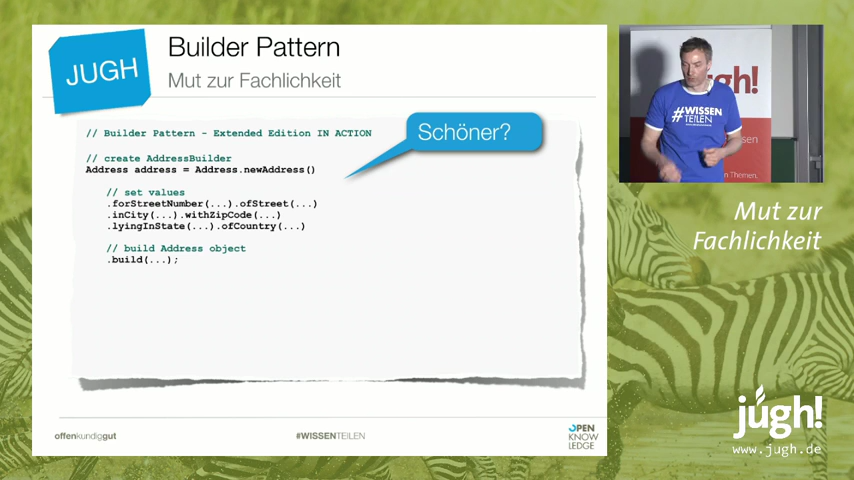 JUGH
Builder Pattern
Mut zur Fachlichkeit
Schöner?
// Builder Pattern - Extended Edition IN ACTION
// create AddressBuilder
Address address = Address.newAddress()
// set values
.forStreetNumber(...).ofStreet(...)
.inCity(...).withZipCode(...)
.lyingInState(...).ofCountry(...)
// build Address object
.build(...);
offenkundiggut
#WISSENTEILEN
OPEN
KNOW
LEDGE
jugh!
#WISSEN
TEILEN
Themen.
Mut zur
Fachlichkeit
jugh!
www.jugh.de